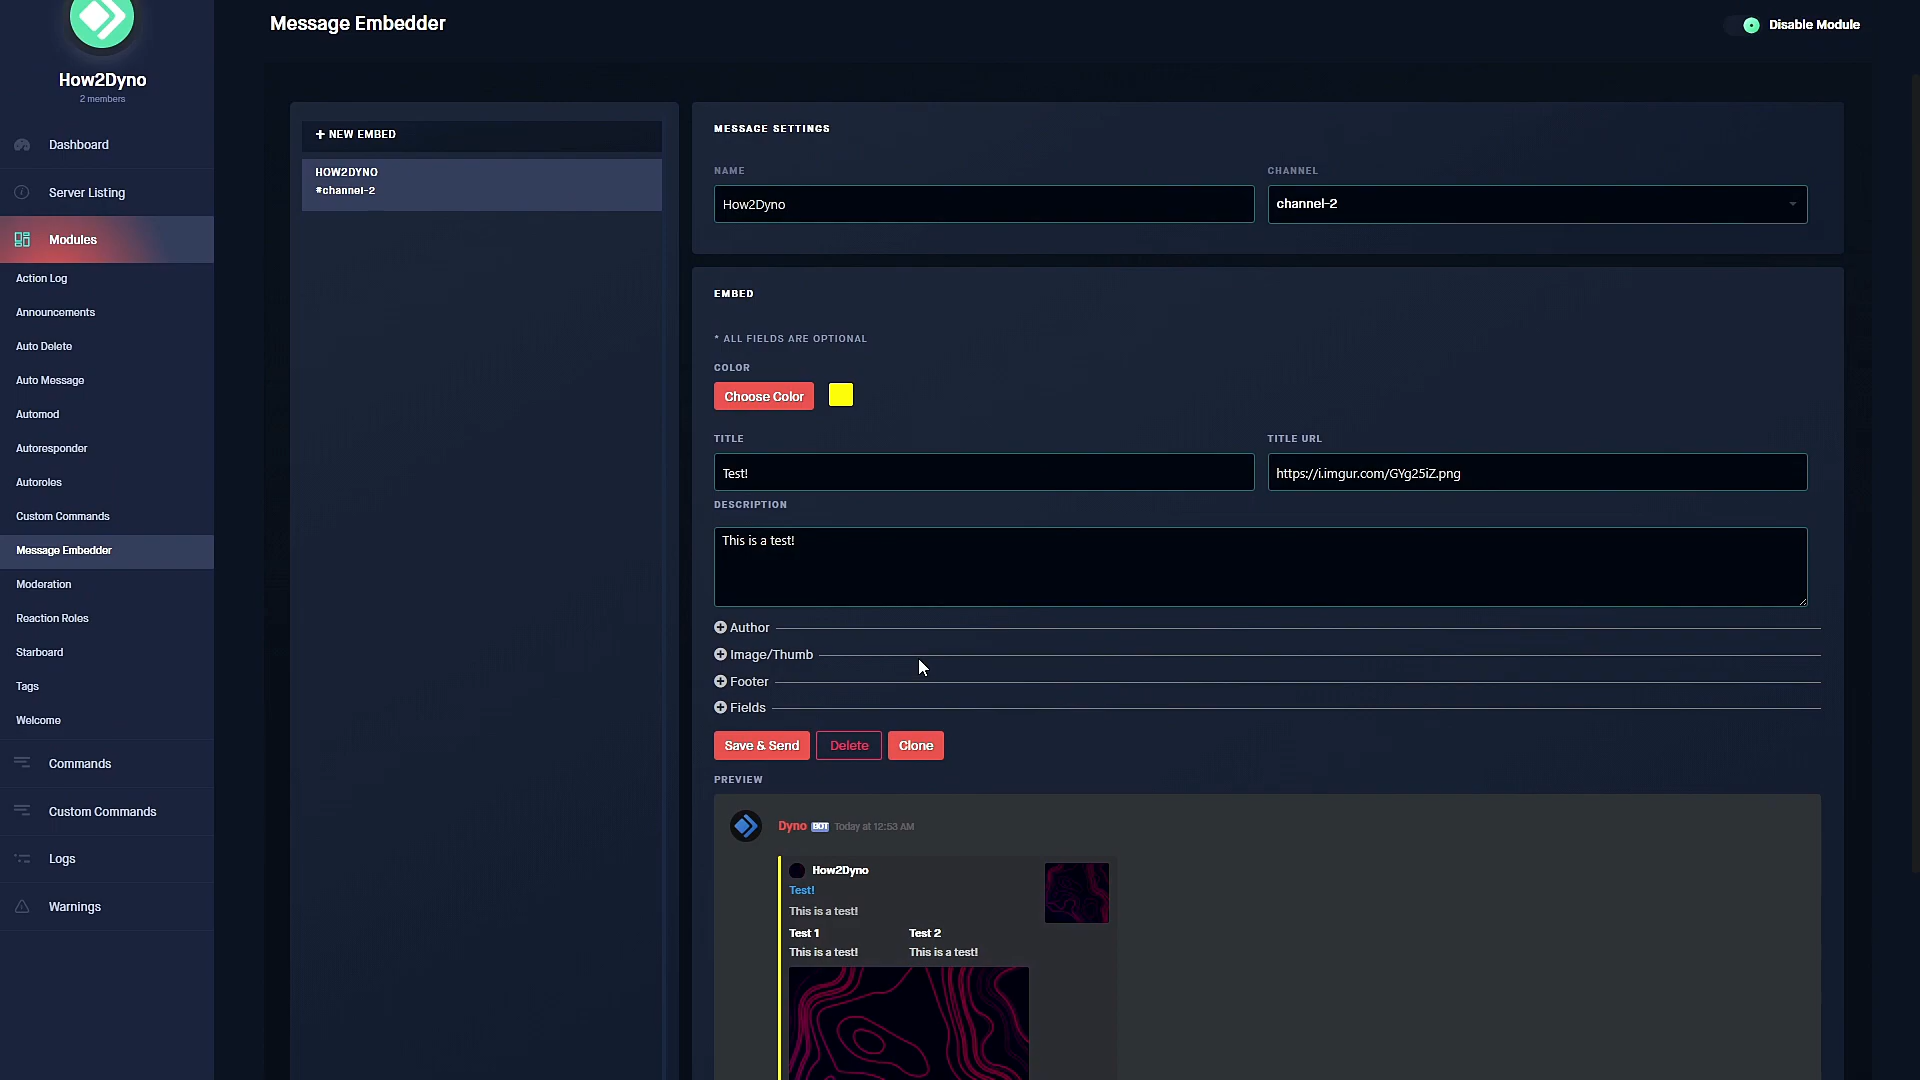 Message Embedder
Disable Module
How2Dyno
2 members
Dashboard
Server Listing
Modules
Action Log
Announcements
Auto Delete
Auto Message
Automod
Autoresponder
Autoroles
Custom Commands
Message Embedder
Moderation
Reaction Roles
Starboard
Tags
Welcome
Commands
Custom Commands
Logs
Warnings
+ NEW EMBED
HOW2DYNO
#channel-2
MESSAGE SETTINGS
NAME
CHANNEL
How2Dyno
channel-2
EMBED
* ALL FIELDS ARE OPTIONAL
COLOR
Choose Color
TITLE
TITLE URL
Test!
https://i.imgur.com/GYg25iZ.png
DESCRIPTION
This is a test!
Author
Image/Thumb
Footer
Fields
Save & Send
Delete
Clone
PREVIEW
Dyno BOT Today at 12:53 AM
How2Dyno
Test!
This is a test!
Test 1
Test 2
This is a test!
This is a test!